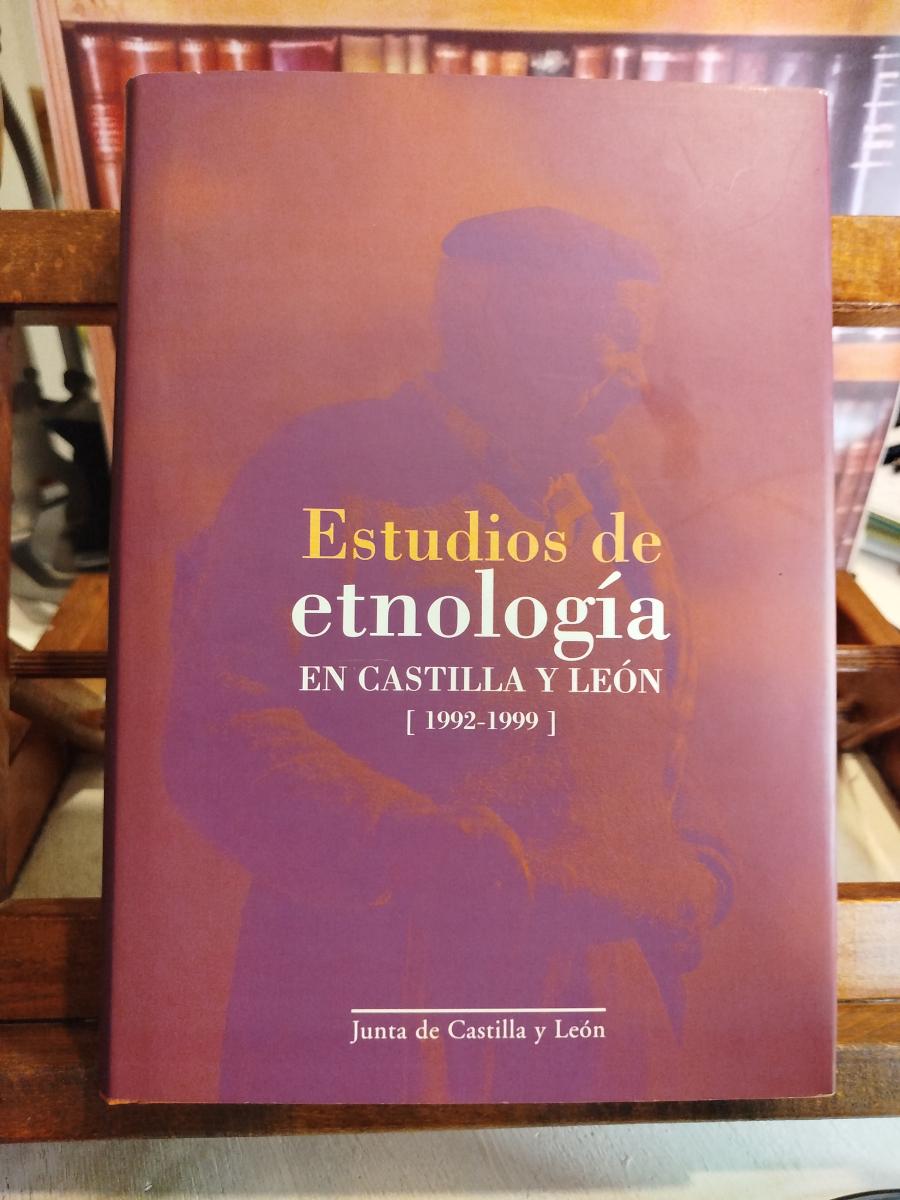 Estudios de
etnología
EN CASTILLA Y LEÓN
[ 1992-1999 ]
Junta de Castilla y León